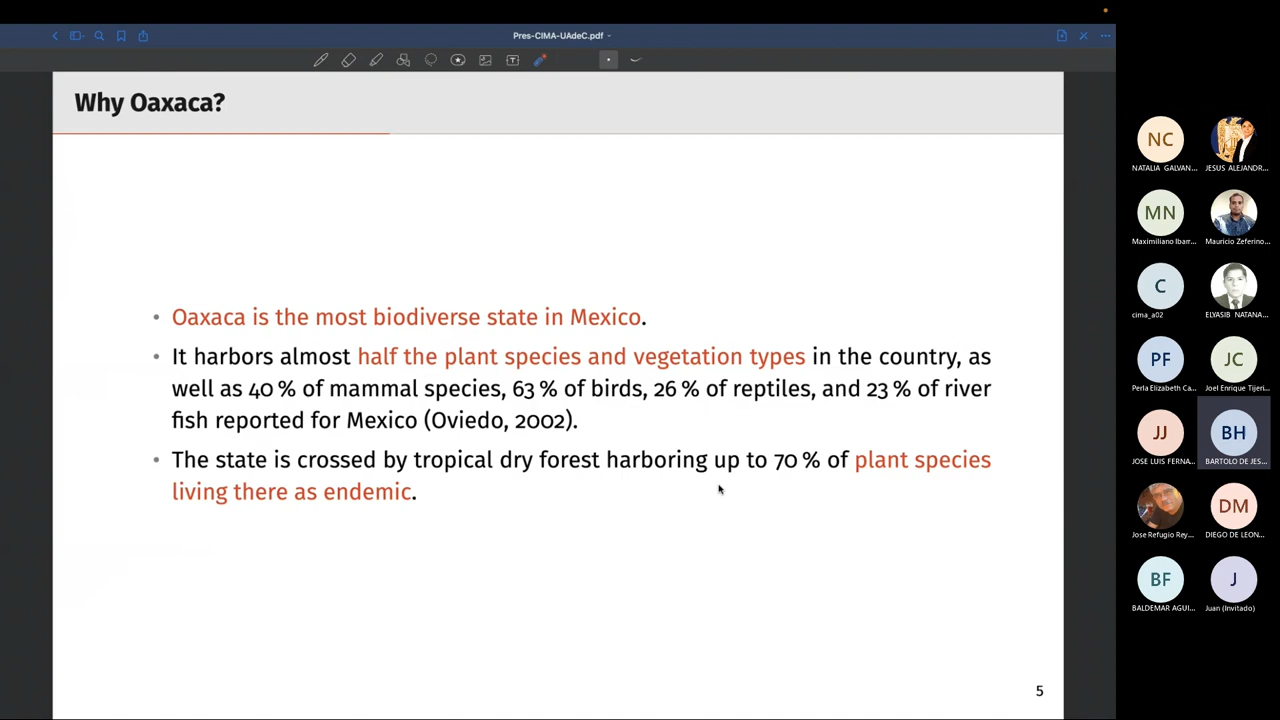 Pres-CIMA-UAdeC.pdf
Why Oaxaca?
• Oaxaca is the most biodiverse state in Mexico.
• It harbors almost half the plant species and vegetation types in the country, as
well as 40 % of mammal species, 63 % of birds, 26 % of reptiles, and 23 % of river
fish reported for Mexico (Oviedo, 2002).
• The state is crossed by tropical dry forest harboring up to 70 % of plant species
living there as endemic.
5
NC
NATALIA GALVAN...
JESUS ALEJANDR...
MN
Maximiliano Ibarr...
Mauricio Zeferino...
C
cima_a02
ELYASIB NATANA...
PF
Perla Elizabeth Ca...
JC
Joel Enrique Tijeri...
JJ
JOSE LUIS FERNA...
BH
BARTOLO DE JES...
Jose Refugio Rey...
DM
DIEGO DE LEON...
BF
BALDEMAR AGUI...
J
Juan (Invitado)